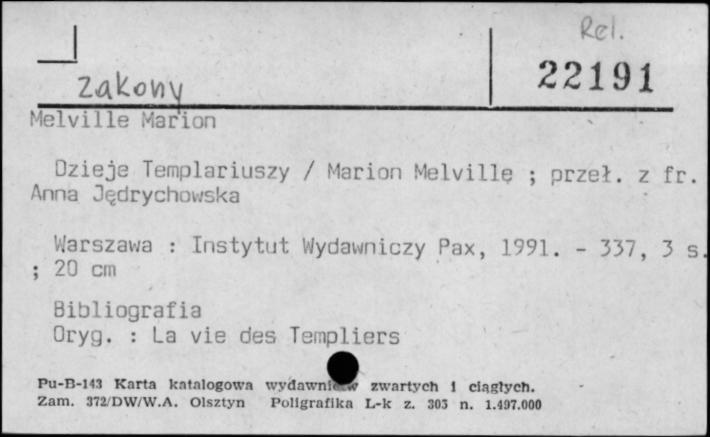 Rel.
22191
zakony
Melville Marion
Dzieje Templariuszy / Marion Melville ; przeł. z fr.
Anna Jędrychowska
Warszawa : Instytut Wydawniczy Pax, 1991. - 337, 3 s.
; 20 cm
Bibliografia
Oryg. : La vie des Templiers
Pu-B-143 Karta katalogowa zwartych i ciągłych.
Zam. 372/DW/W.A. Olsztyn Poligrafika Ł-k z. 303 n. 1.497.000